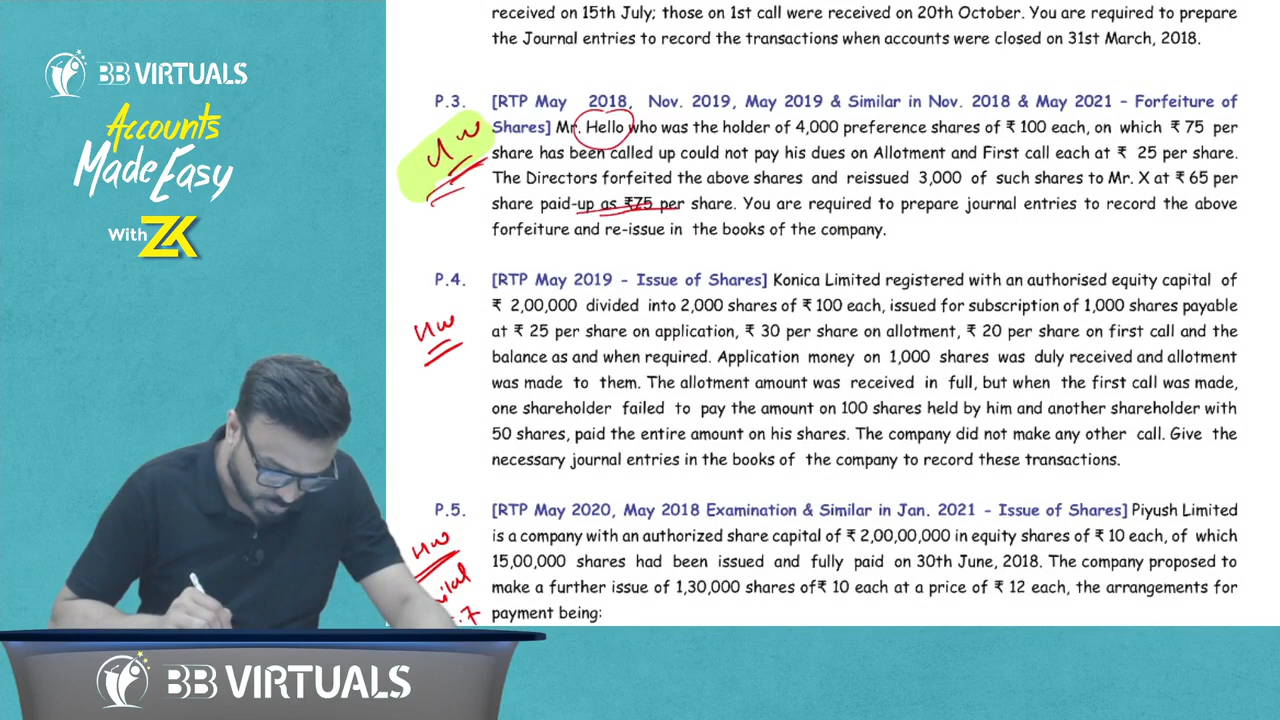 BB VIRTUALS
Accounts
Made Easy
With ZK
received on 15th July; those on 1st call were received on 20th October. You are required to prepare
the Journal entries to record the transactions when accounts were closed on 31st March, 2018.
P.3. [RTP May 2018, Nov. 2019, May 2019 & Similar in Nov. 2018 & May 2021 – Forfeiture of
Shares] Mr. Hello who was the holder of 4,000 preference shares of ₹ 100 each, on which ₹ 75 per
share has been called up could not pay his dues on Allotment and First call each at ₹ 25 per share.
The Directors forfeited the above shares and reissued 3,000 of such shares to Mr. X at ₹ 65 per
share paid-up as ₹75 per share. You are required to prepare journal entries to record the above
forfeiture and re-issue in the books of the company.
HW
P.4. [RTP May 2019 - Issue of Shares] Konica Limited registered with an authorised equity capital of
₹ 2,00,000 divided into 2,000 shares of ₹ 100 each, issued for subscription of 1,000 shares payable
at ₹ 25 per share on application, ₹ 30 per share on allotment, ₹ 20 per share on first call and the
balance as and when required. Application money on 1,000 shares was duly received and allotment
was made to them. The allotment amount was received in full, but when the first call was made,
one shareholder failed to pay the amount on 100 shares held by him and another shareholder with
50 shares, paid the entire amount on his shares. The company did not make any other call. Give the
necessary journal entries in the books of the company to record these transactions.
HW
P.5. [RTP May 2020, May 2018 Examination & Similar in Jan. 2021 - Issue of Shares] Piyush Limited
is a company with an authorized share capital of ₹ 2,00,00,000 in equity shares of ₹ 10 each, of which
15,00,000 shares had been issued and fully paid on 30th June, 2018. The company proposed to
make a further issue of 1,30,000 shares of₹ 10 each at a price of ₹ 12 each, the arrangements for
payment being:
HW
BB VIRTUALS